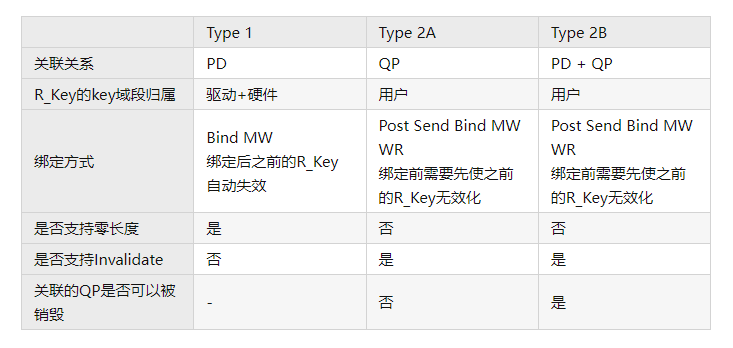 Type 1 Type 2A Type 2B
关联关系 PD QP PD + QP
R_Key的key域段归属 驱动+硬件 用户 用户
绑定方式
Bind MW
绑定后之前的R_Key
自动失效
Post Send Bind MW
WR
绑定前需要先使之前
的R_Key无效化
Post Send Bind MW
WR
绑定前需要先使之前
的R_Key无效化
是否支持零长度 是 否 否
是否支持Invalidate 否 是 是
关联的QP是否可以被
销毁
- 否 是